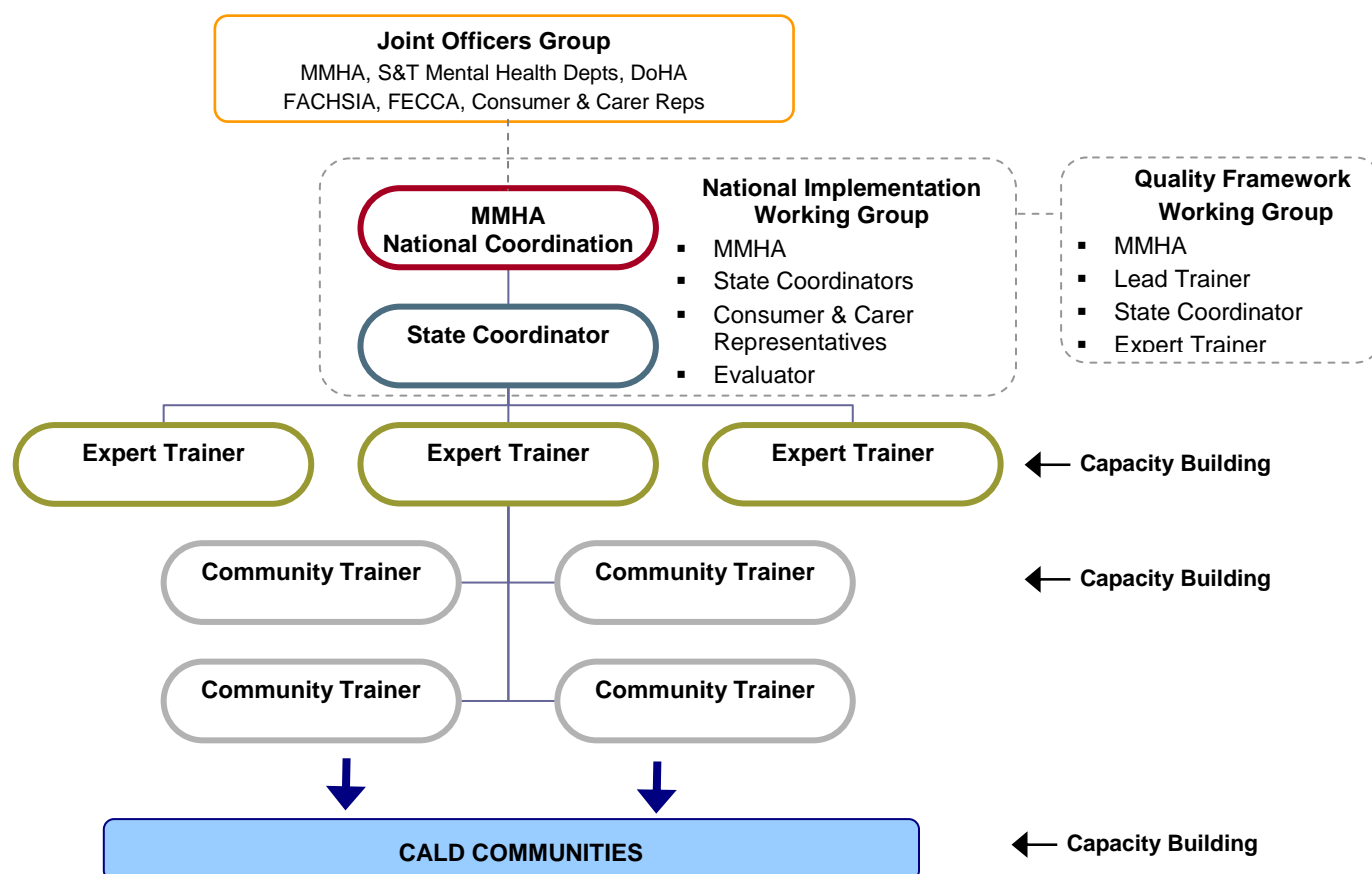 Joint Officers Group
MMHA, S&T Mental Health Depts, DoHA
FACHSIA, FECCA, Consumer & Carer Reps
MMHA
National Coordination
State Coordinator
National Implementation
Working Group
▪ MMHA
▪ State Coordinators
▪ Consumer & Carer
Representatives
▪ Evaluator
Quality Framework
Working Group
▪ MMHA
▪ Lead Trainer
▪ State Coordinator
▪ Expert Trainer
Expert Trainer
Expert Trainer
Expert Trainer
Capacity Building
Community Trainer
Community Trainer
Capacity Building
Community Trainer
Community Trainer
CALD COMMUNITIES
Capacity Building